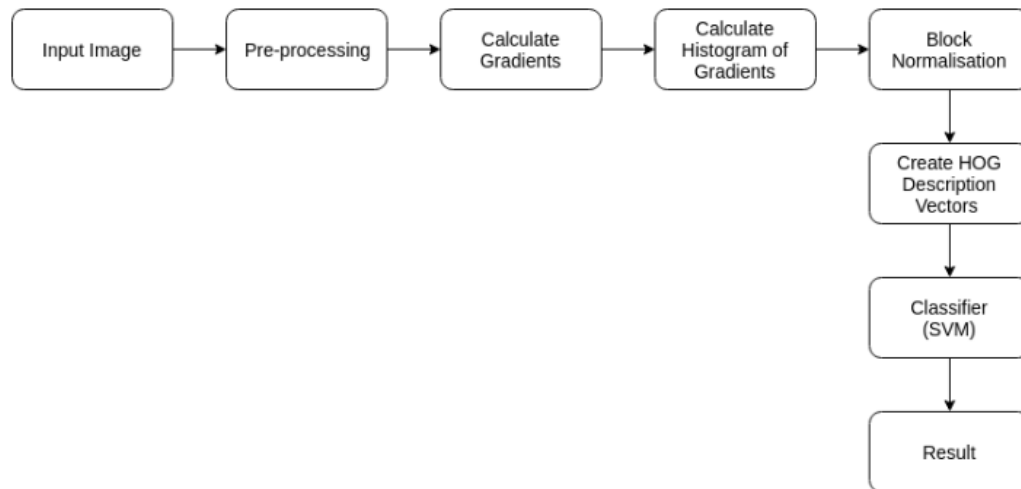 Input Image
Pre-processing
Calculate
Gradients
Calculate
Histogram of
Gradients
Block
Normalisation
Create HOG
Description
Vectors
Classifier
(SVM)
Result